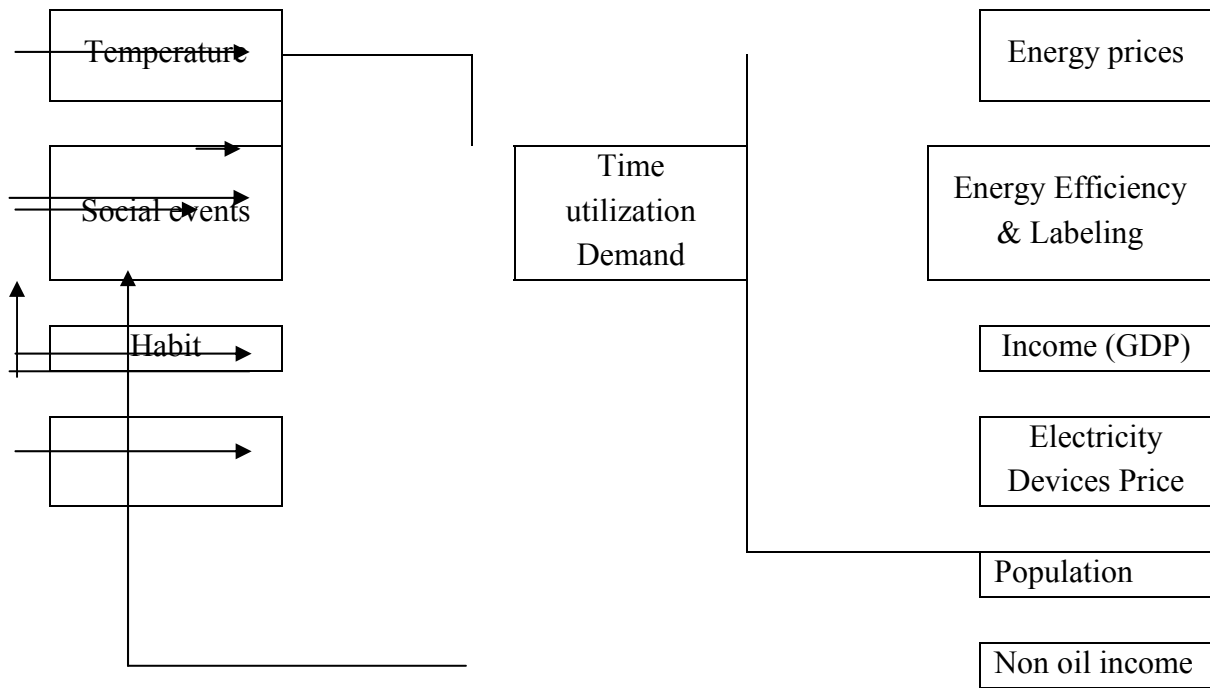 Temperature
Energy prices
Social events
Time
utilization
Demand
Energy Efficiency
& Labeling
Habit
Income (GDP)
Electricity
Devices Price
Population
Non oil income